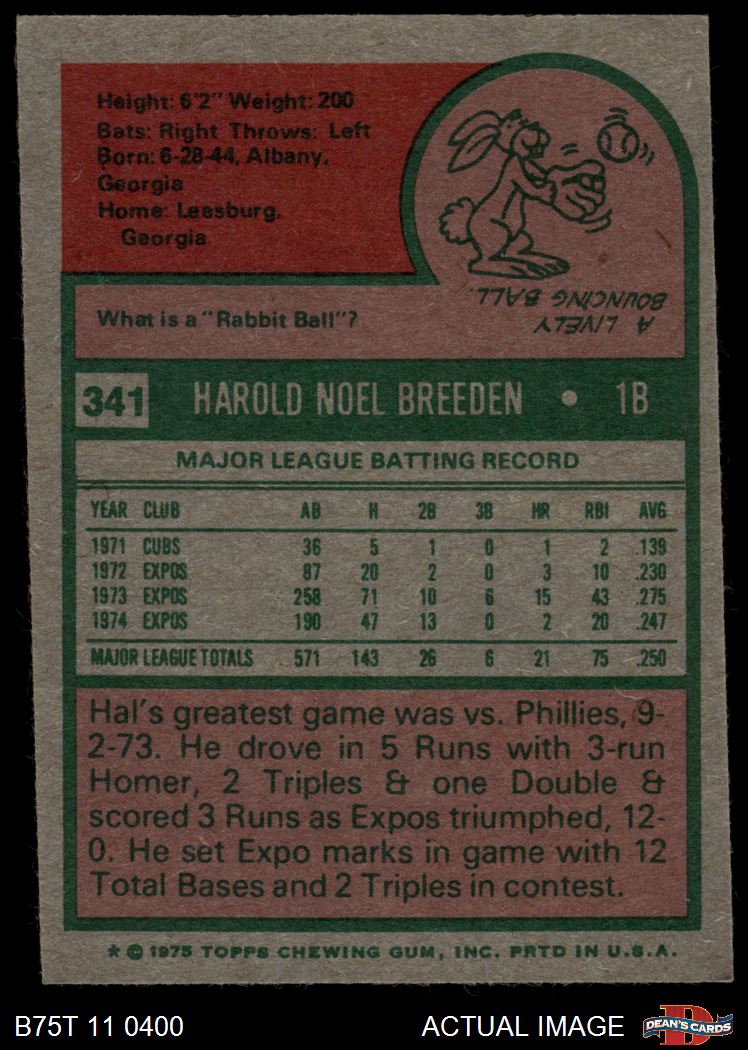 Height: 6'2" Weight: 200
Bats: Right Throws: Left
Born: 6-28-44, Albany,
Georgia
Home: Leesburg,
Georgia
What is a "Rabbit Ball"?
A LIVELY
BOUNCING BALL.
341 HAROLD NOEL BREEDEN • 1B
MAJOR LEAGUE BATTING RECORD
YEAR CLUB AB H 2B 3B HR RBI AVG
1971 CUBS 36 5 1 0 1 2 .139
1972 EXPOS 87 20 2 0 3 10 .230
1973 EXPOS 258 71 10 6 15 43 .275
1974 EXPOS 190 47 13 0 2 20 .247
MAJOR LEAGUE TOTALS 571 143 26 6 21 75 .250
Hal's greatest game was vs. Phillies, 9-
2-73. He drove in 5 Runs with 3-run
Homer, 2 Triples & one Double &
scored 3 Runs as Expos triumphed, 12-
0. He set Expo marks in game with 12
Total Bases and 2 Triples in contest.
* © 1975 TOPPS CHEWING GUM, INC. PRTD IN U.S.A.
B75T 11 0400 ACTUAL IMAGE DEAN'S CARDS